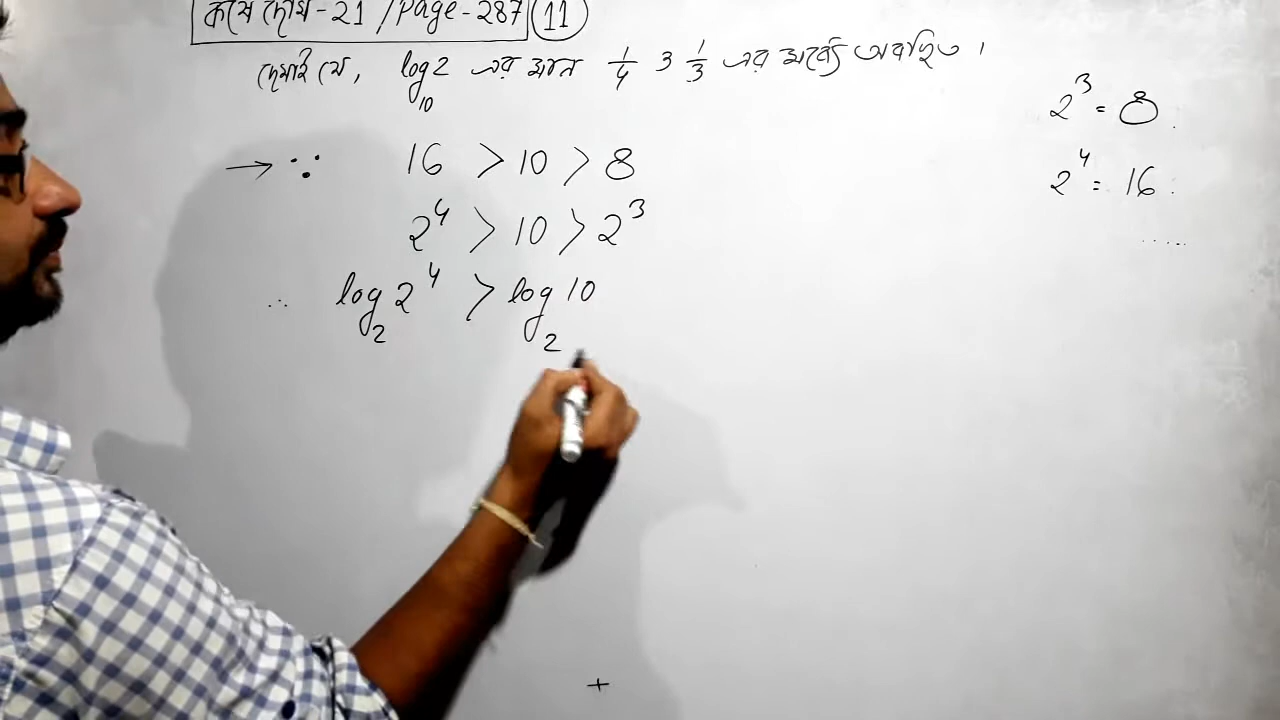 কষে দেখি-21 / Page-287 (11)
দেখাই যে, log₁₀2 এর মান 1/4 ও 1/3 এর মধ্যে অবস্থিত ।
2³ = 8.
→ ∵ 16 > 10 > 8
2⁴ = 16.
2⁴ > 10 > 2³
.....
∴ log₂2⁴ > log₂10
+